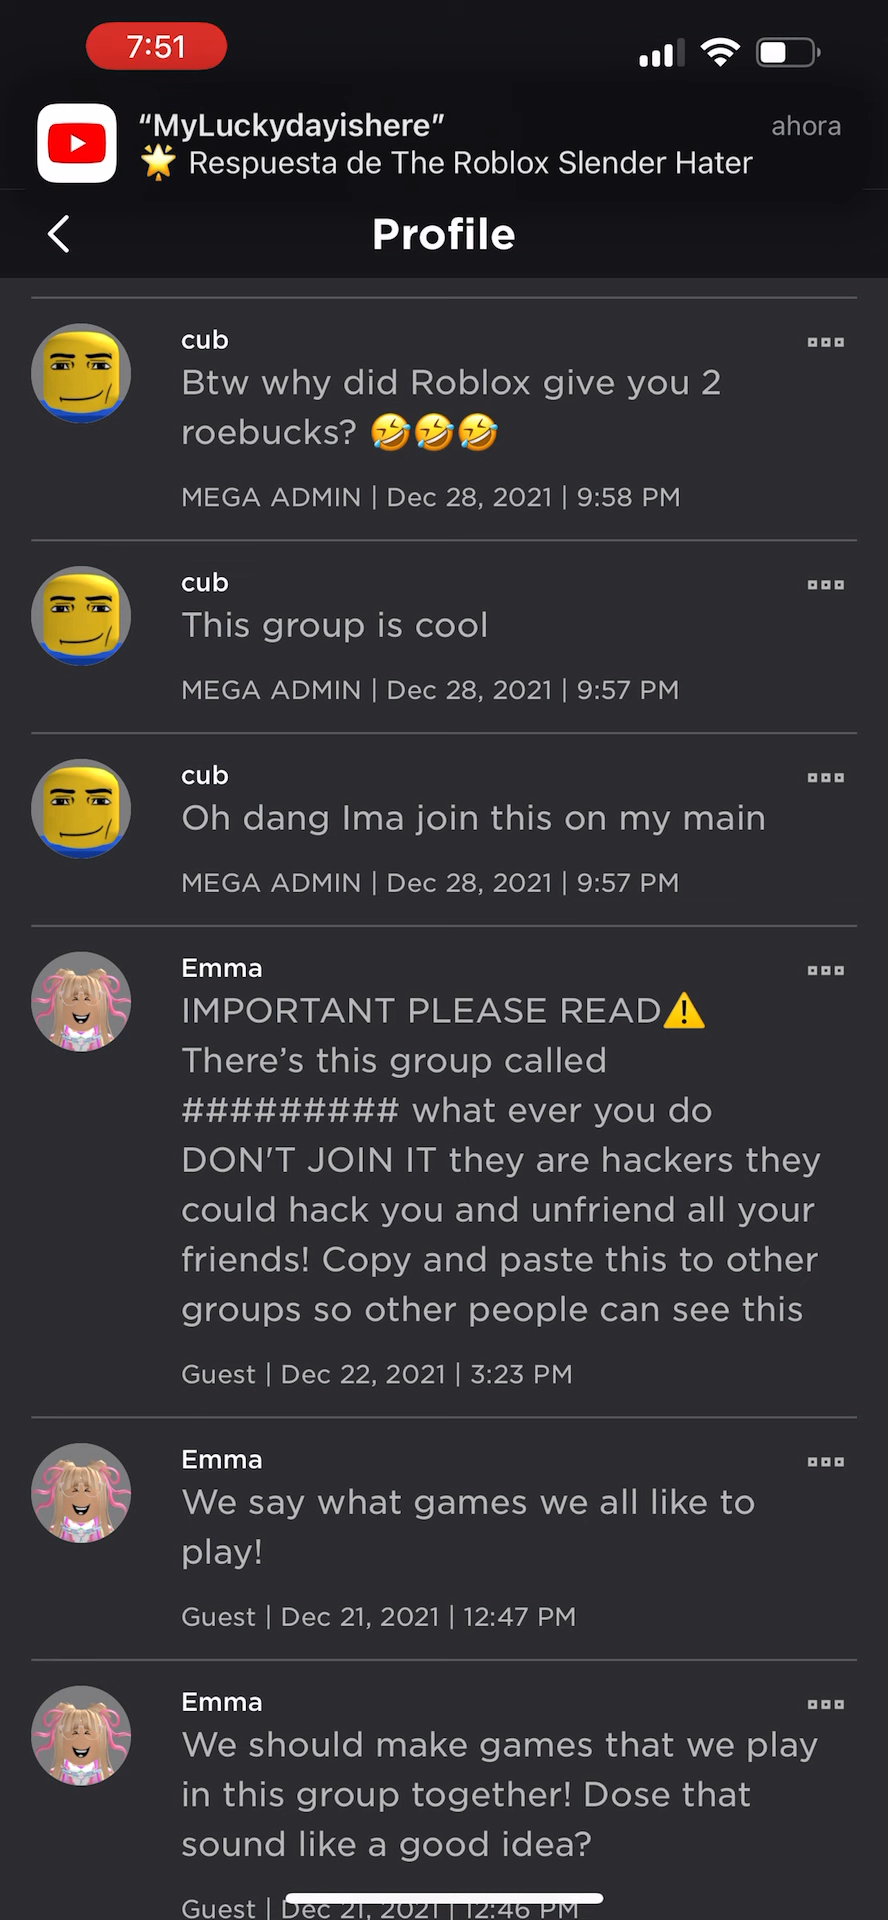 7:51
“MyLuckydayishere”
ahora
🌟 Respuesta de The Roblox Slender Hater
Profile
cub
Btw why did Roblox give you 2
roebucks? 🤣🤣🤣
MEGA ADMIN | Dec 28, 2021 | 9:58 PM
cub
This group is cool
MEGA ADMIN | Dec 28, 2021 | 9:57 PM
cub
Oh dang Ima join this on my main
MEGA ADMIN | Dec 28, 2021 | 9:57 PM
Emma
IMPORTANT PLEASE READ⚠️
There’s this group called
######### what ever you do
DON'T JOIN IT they are hackers they
could hack you and unfriend all your
friends! Copy and paste this to other
groups so other people can see this
Guest | Dec 22, 2021 | 3:23 PM
Emma
We say what games we all like to
play!
Guest | Dec 21, 2021 | 12:47 PM
Emma
We should make games that we play
in this group together! Dose that
sound like a good idea?
Guest | Dec 21, 2021 | 12:46 PM